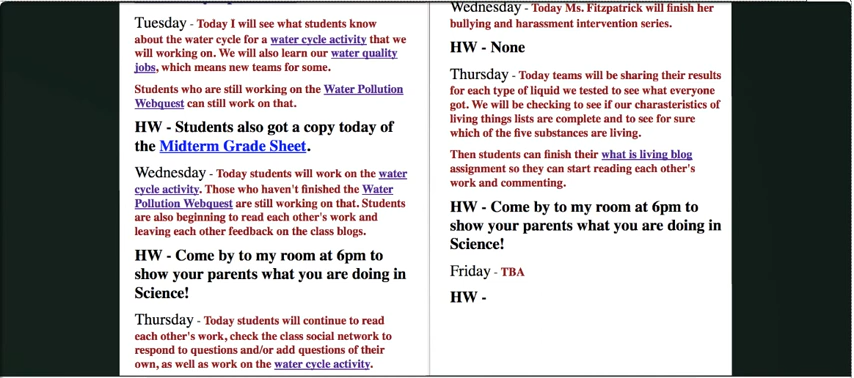 Tuesday - Today I will see what students know
about the water cycle for a water cycle activity that we
will working on. We will also learn our water quality
jobs, which means new teams for some.
Students who are still working on the Water Pollution
Webquest can still work on that.
HW - Students also got a copy today of
the Midterm Grade Sheet.
Wednesday - Today students will work on the water
cycle activity. Those who haven't finished the Water
Pollution Webquest are still working on that. Students
are also beginning to read each other's work and
leaving each other feedback on the class blogs.
HW - Come by to my room at 6pm to
show your parents what you are doing in
Science!
Thursday - Today students will continue to read
each other's work, check the class social network to
respond to questions and/or add questions of their
own, as well as work on the water cycle activity.
Wednesday - Today Ms. Fitzpatrick will finish her
bullying and harassment intervention series.
HW - None
Thursday - Today teams will be sharing their results
for each type of liquid we tested to see what everyone
got. We will be checking to see if our charasteristics of
living things lists are complete and to see for sure
which of the five substances are living.
Then students can finish their what is living blog
assignment so they can start reading each other's
work and commenting.
HW - Come by to my room at 6pm to
show your parents what you are doing in
Science!
Friday - TBA
HW -